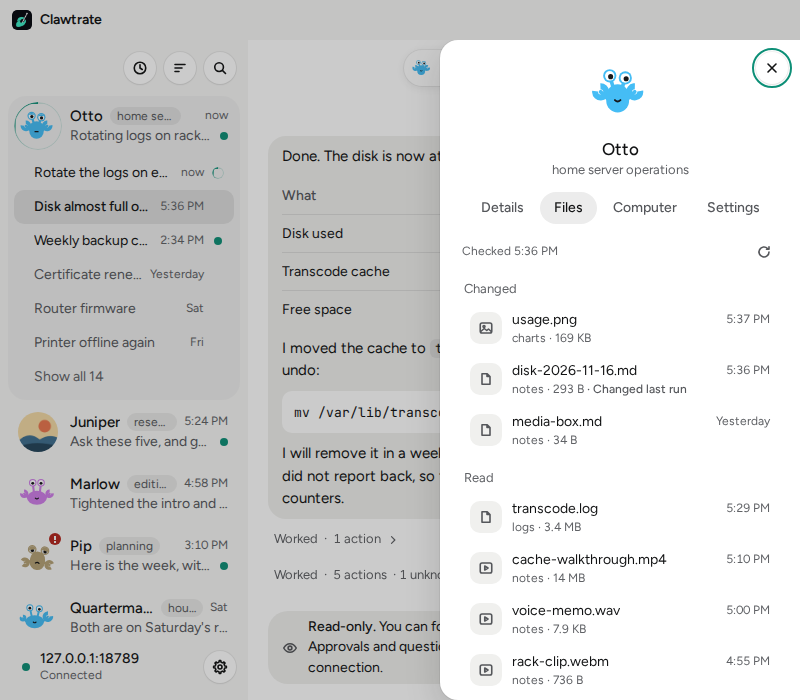 Clawtrate
Otto home se... now
Rotating logs on rack...
Rotate the logs on e... now
Disk almost full o... 5:36 PM
Weekly backup c... 2:34 PM
Certificate rene... Yesterday
Router firmware Sat
Printer offline again Fri
Show all 14
Juniper rese... 5:24 PM
Ask these five, and g...
Marlow editi... 4:58 PM
Tightened the intro and ...
Pip planning 3:10 PM
Here is the week, wit...
Quarterma... hou... Sat
Both are on Saturday's r...
127.0.0.1:18789
Connected
Done. The disk is now at
What
Disk used
Transcode cache
Free space
I moved the cache to t
undo:
mv /var/lib/transco
I will remove it in a week
did not report back, so
counters.
Worked · 1 action
Worked · 5 actions · 1 unkno
Read-only. You can fo
Approvals and questi
connection.
Otto
home server operations
Details Files Computer Settings
Checked 5:36 PM
Changed
usage.png 5:37 PM
charts · 169 KB
disk-2026-11-16.md 5:36 PM
notes · 293 B · Changed last run
media-box.md Yesterday
notes · 34 B
Read
transcode.log 5:29 PM
logs · 3.4 MB
cache-walkthrough.mp4 5:10 PM
notes · 14 MB
voice-memo.wav 5:00 PM
notes · 7.9 KB
rack-clip.webm 4:55 PM
notes · 736 B